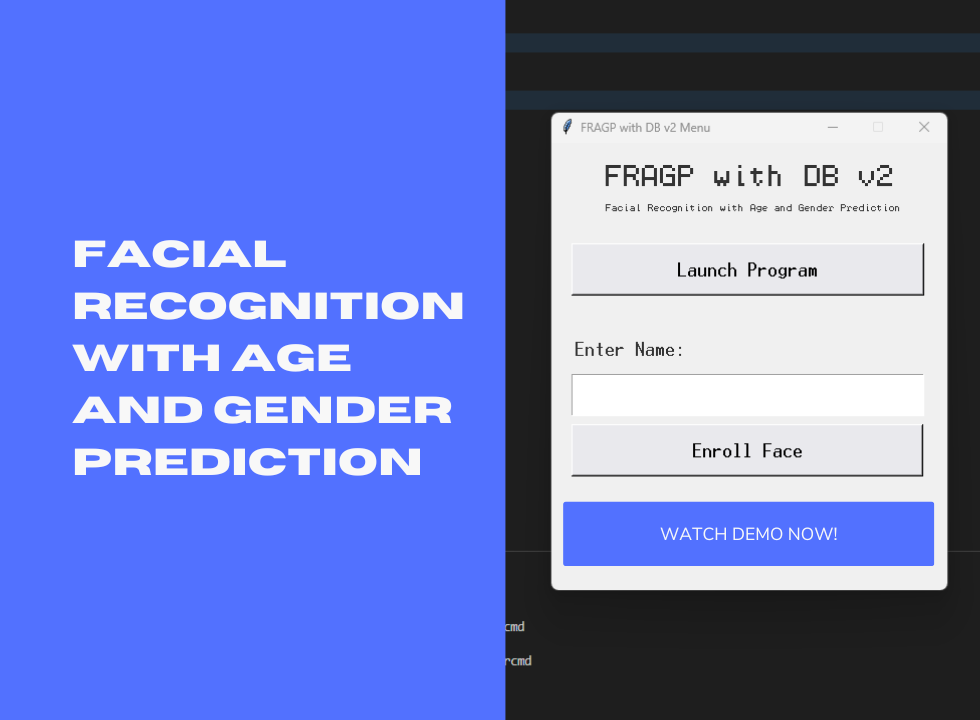 FACIAL
RECOGNITION
WITH AGE
AND GENDER
PREDICTION
FRAGP with DB v2 Menu
FRAGP with DB v2
Facial Recognition with Age and Gender Prediction
Launch Program
Enter Name:
Enroll Face
WATCH DEMO NOW!
cmd
rcmd